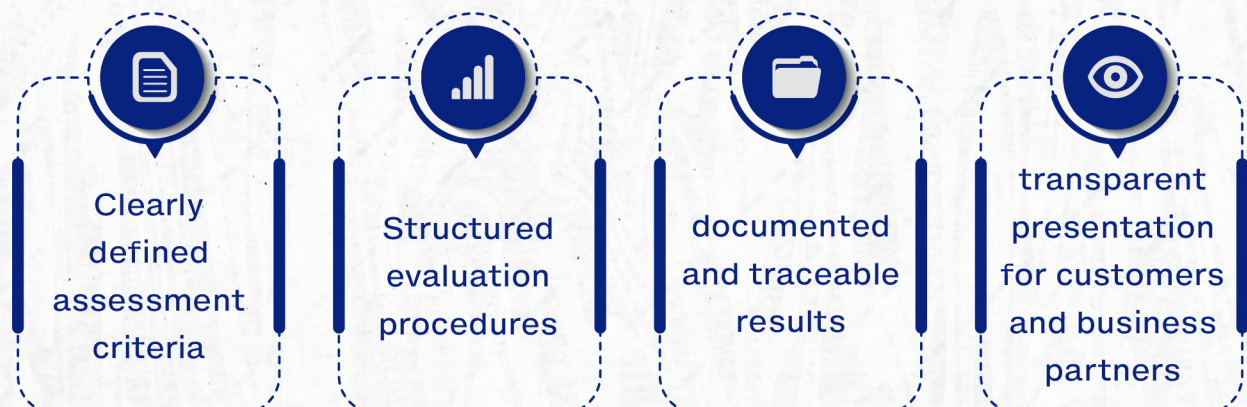 Clearly
defined
assessment
criteria
Structured
evaluation
procedures
documented
and traceable
results
transparent
presentation
for customers
and business
partners